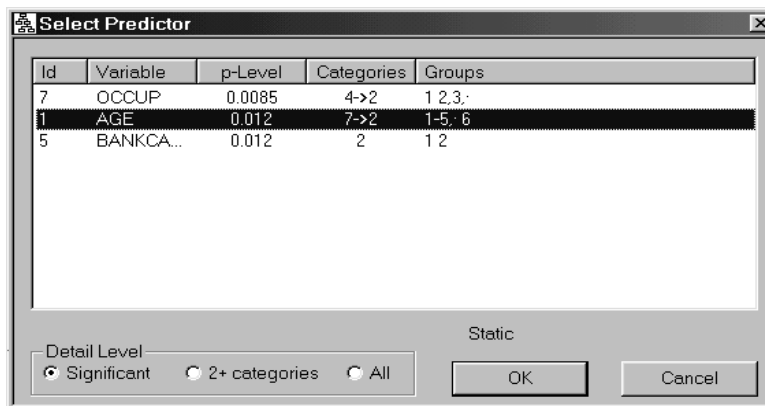 Select Predictor
Id Variable p-Level Categories Groups
7 OCCUP 0.0085 4->2 1 2,3,·
1 AGE 0.012 7->2 1-5,· 6
5 BANKCA... 0.012 2 1 2
Static
Detail Level
Significant 2+ categories All
OK Cancel